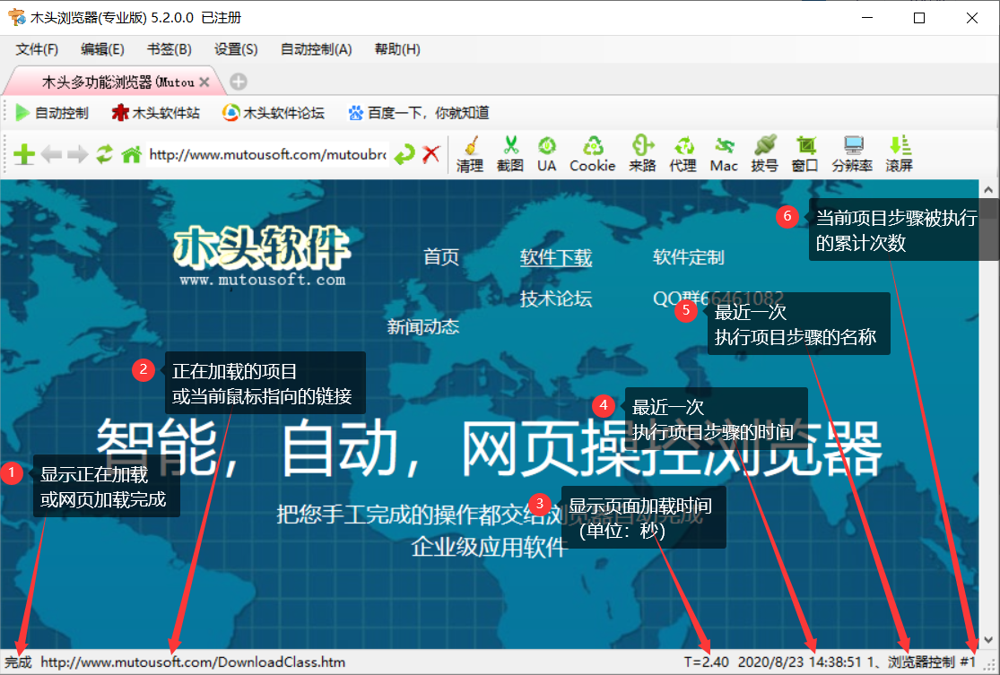 木头浏览器(专业版) 5.2.0.0 已注册
文件(F) 编辑(E) 书签(B) 设置(S) 自动控制(A) 帮助(H)
木头多功能浏览器(Mutou
自动控制 木头软件站 木头软件论坛 百度一下，你就知道
http://www.mutousoft.com/mutoubro 清理 截图 UA Cookie 来路 代理 Mac 拨号 窗口 分辨率 滚屏
6 当前项目步骤被执行
的累计次数
木头软件
www.mutousoft.com
首页 软件下载 软件定制
技术论坛 QQ群66461082
新闻动态
5 最近一次
执行项目步骤的名称
2 正在加载的项目
或当前鼠标指向的链接
4 最近一次
执行项目步骤的时间
智能，自动，网页操控浏览器
1 显示正在加载
或网页加载完成
3 显示页面加载时间
（单位：秒）
把您手工完成的操作都交给浏览器自动完成
企业级应用软件
完成 http://www.mutousoft.com/DownloadClass.htm T=2.40 2020/8/23 14:38:51 1、浏览器控制 #1